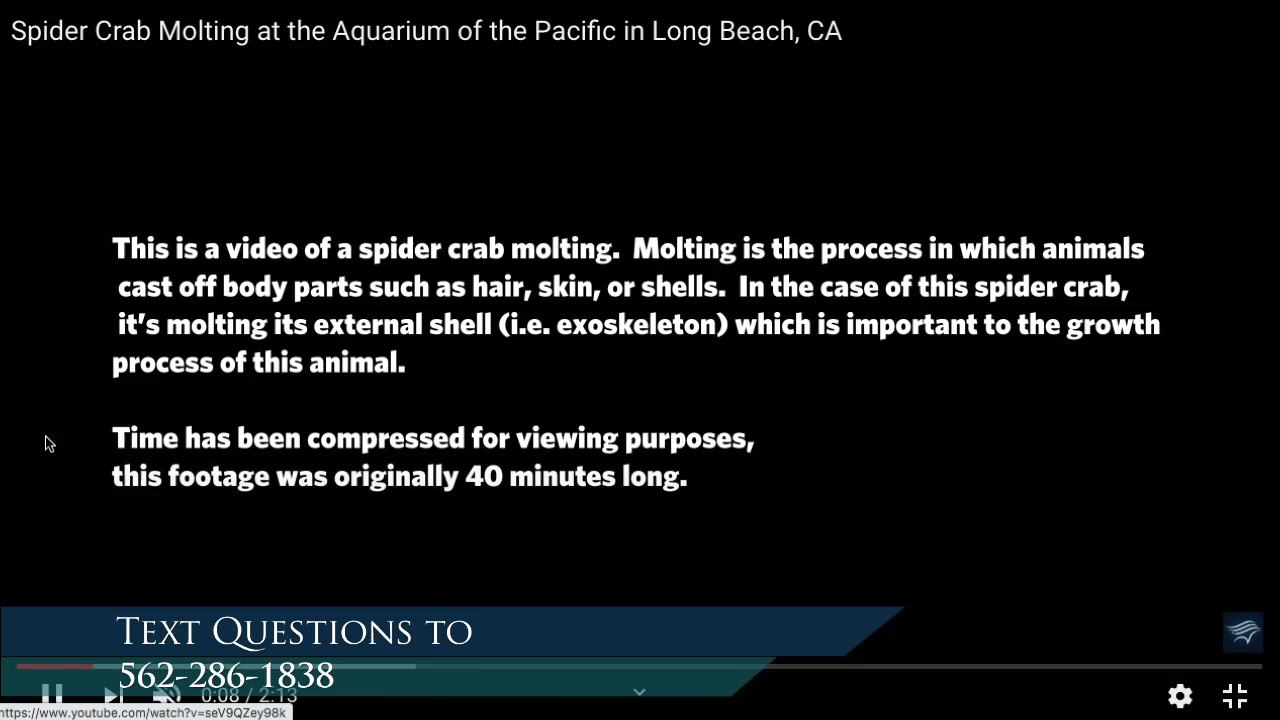 Spider Crab Molting at the Aquarium of the Pacific in Long Beach, CA
This is a video of a spider crab molting. Molting is the process in which animals
cast off body parts such as hair, skin, or shells. In the case of this spider crab,
it's molting its external shell (i.e. exoskeleton) which is important to the growth
process of this animal.
Time has been compressed for viewing purposes,
this footage was originally 40 minutes long.
Text Questions to
562-286-1838
0:08 / 2:13
https://www.youtube.com/watch?v=seV9QZey98k